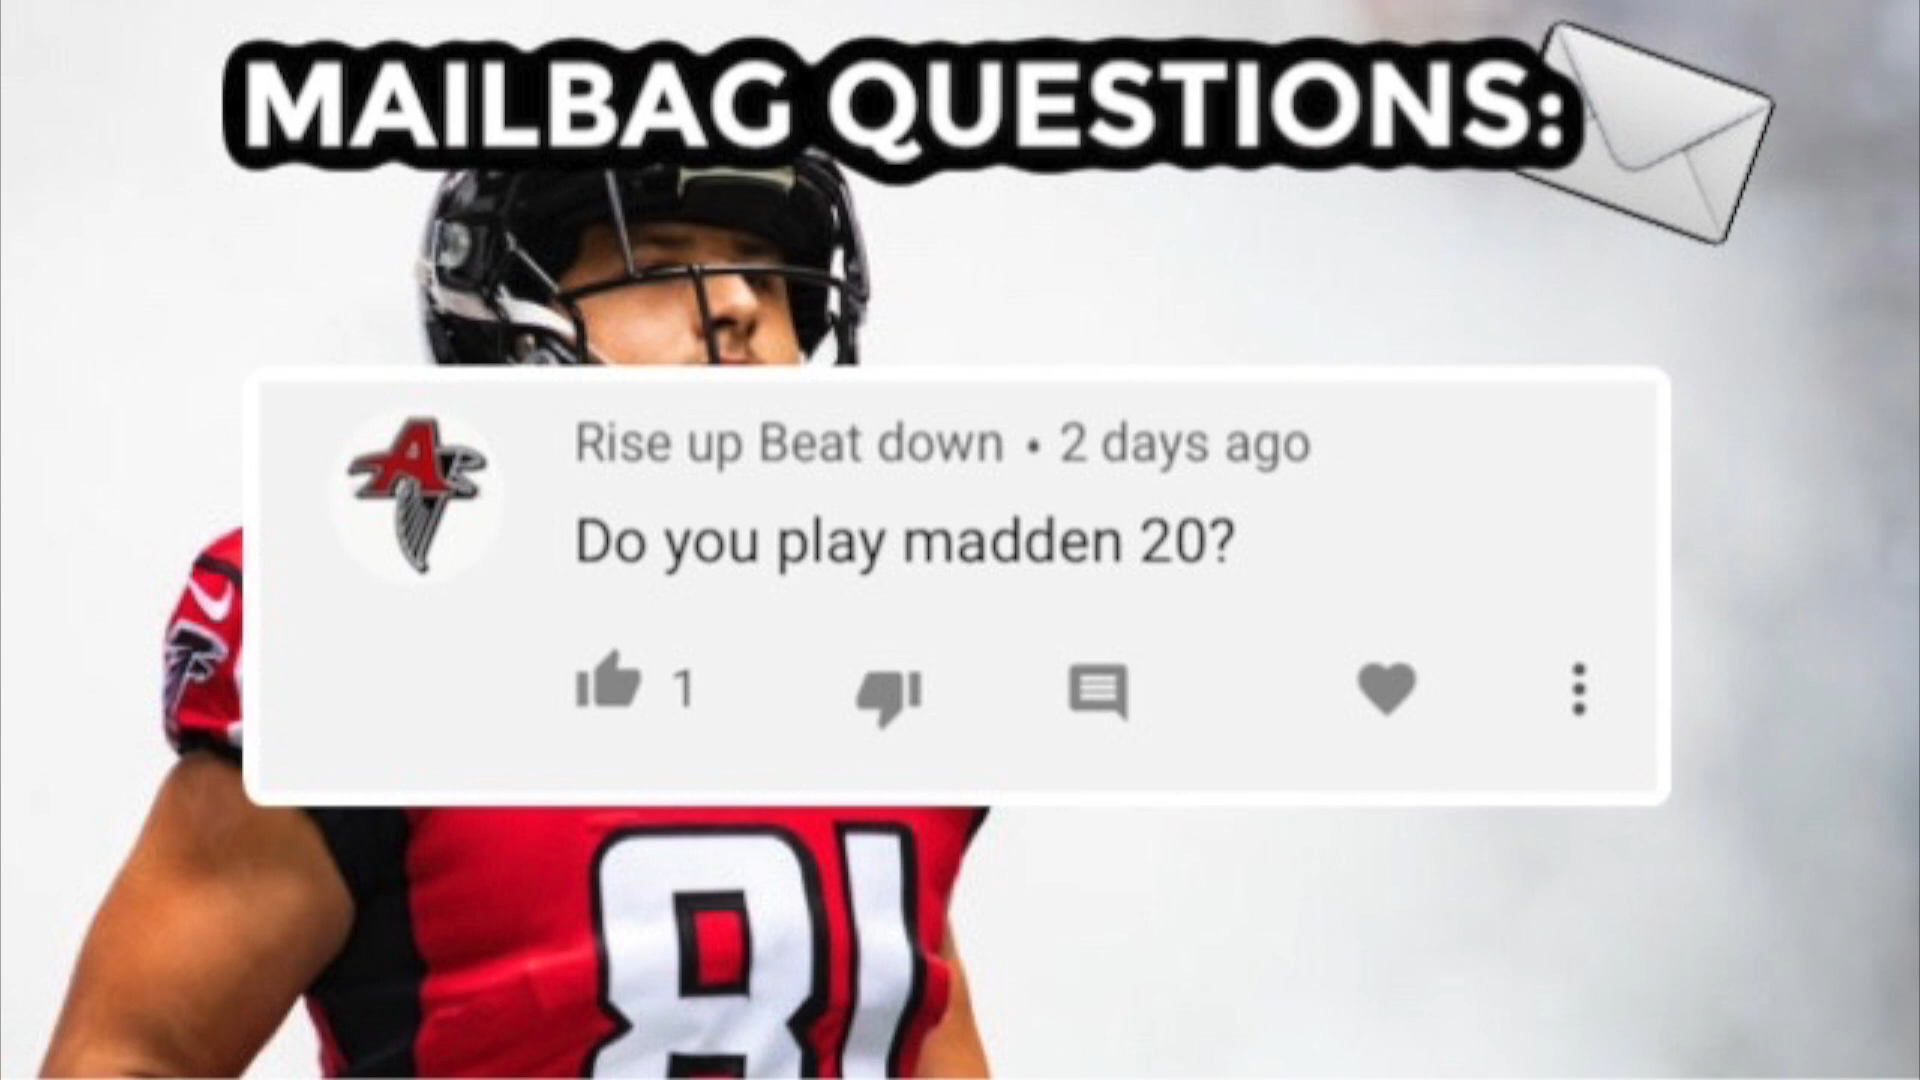 MAILBAG QUESTIONS:
Rise up Beat down • 2 days ago
Do you play madden 20?
1
81